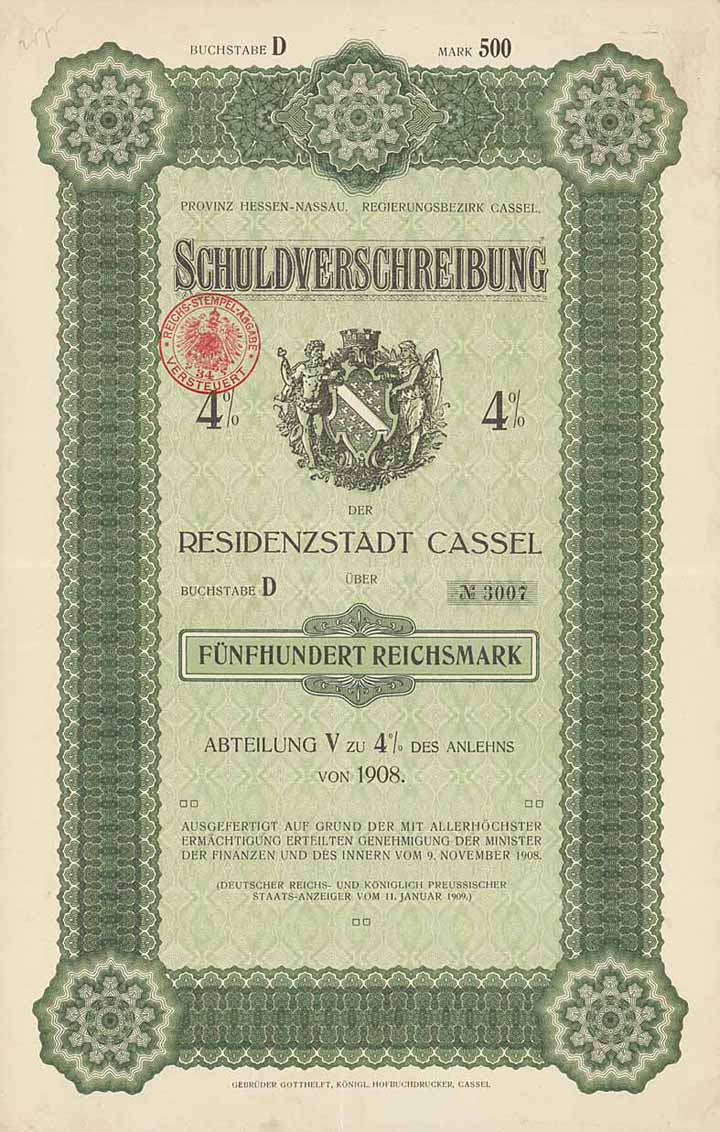 BUCHSTABE D MARK 500
PROVINZ HESSEN-NASSAU. REGIERUNGSBEZIRK CASSEL.
SCHULDVERSCHREIBUNG
REICHS-STEMPEL-ABGABE
34
VERSTEUERT
4% 4%
DER
RESIDENZSTADT CASSEL
BUCHSTABE D ÜBER № 3007
FÜNFHUNDERT REICHSMARK
ABTEILUNG V ZU 4% DES ANLEHNS
VON 1908.
AUSGEFERTIGT AUF GRUND DER MIT ALLERHÖCHSTER
ERMÄCHTIGUNG ERTEILTEN GENEHMIGUNG DER MINISTER
DER FINANZEN UND DES INNERN VOM 9. NOVEMBER 1908.
(DEUTSCHER REICHS- UND KÖNIGLICH PREUSSISCHER
STAATS-ANZEIGER VOM 11. JANUAR 1909.)
GEBRÜDER GOTTHELFT, KÖNIGL. HOFBUCHDRUCKER, CASSEL